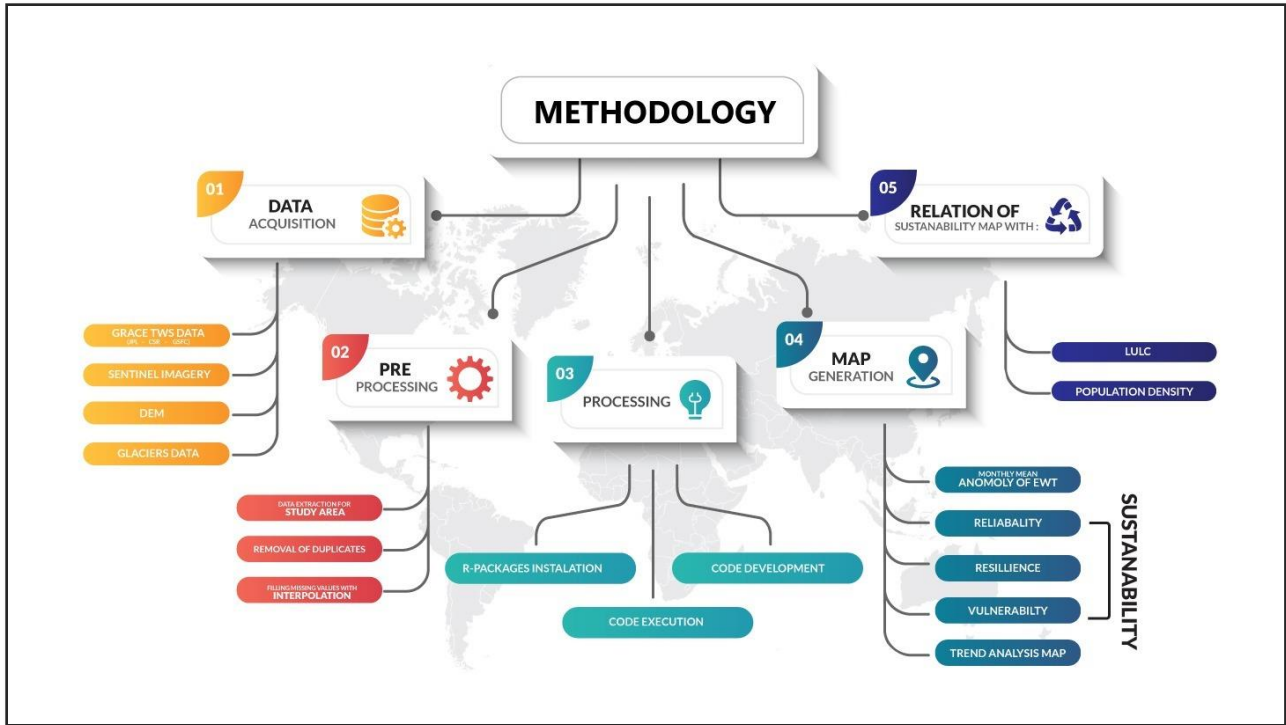 METHODOLOGY
01
DATA
ACQUISITION
GRACE TWS DATA
(JPL - CSR - GSFC)
SENTINEL IMAGERY
DEM
GLACIERS DATA
02
PRE
PROCESSING
DATA EXTRACTION FOR
STUDY AREA
REMOVAL OF DUPLICATES
FILLING MISSING VALUES WITH
INTERPOLATION
03
PROCESSING
R-PACKAGES INSTALATION
CODE DEVELOPMENT
CODE EXECUTION
04
MAP
GENERATION
MONTHLY MEAN
ANOMOLY OF EWT
RELIABALITY
RESILLIENCE
VULNERABILTY
TREND ANALYSIS MAP
SUSTANABILITY
05
RELATION OF
SUSTANABILITY MAP WITH :
LULC
POPULATION DENSITY